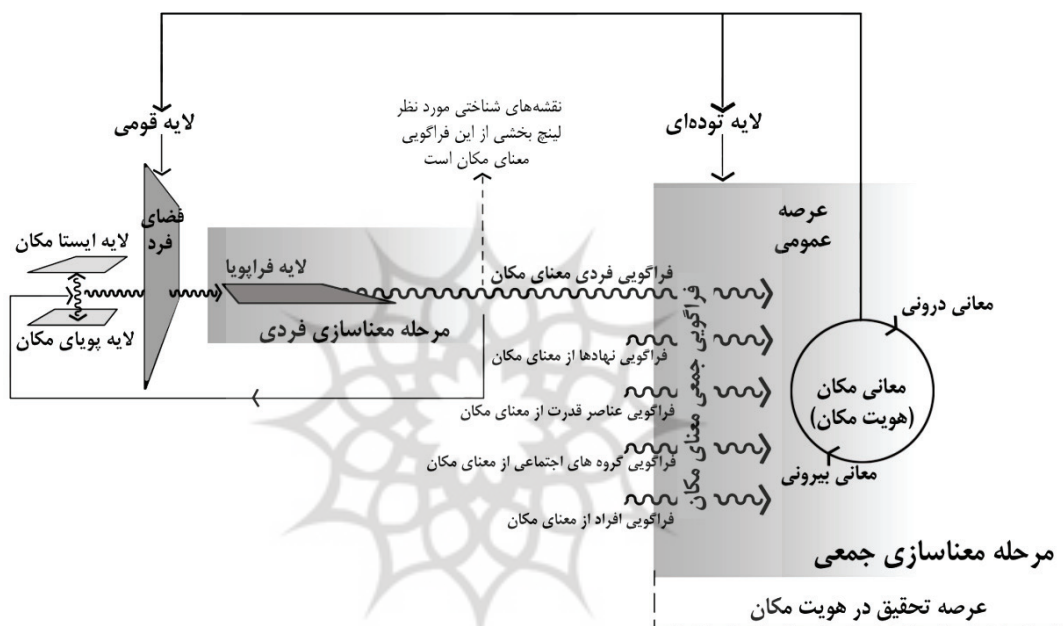 نقشه‌های شناختی مورد نظر
لینچ بخشی از این فراگویی
معنای مکان است
لایه قومی
لایه توده‌ای
فضای
فرد
عرصه
عمومی
لایه ایستا مکان
لایه پویای مکان
لایه فراپویا
مرحله معناسازی فردی
فراگویی فردی معنای مکان
فراگویی نهادها از معنای مکان
فراگویی عناصر قدرت از معنای مکان
فراگویی گروه های اجتماعی از معنای مکان
فراگویی افراد از معنای مکان
فراگویی جمعی معنای مکان
معانی درونی
معانی مکان
(هویت مکان)
معانی بیرونی
مرحله معناسازی جمعی
عرصه تحقیق در هویت مکان